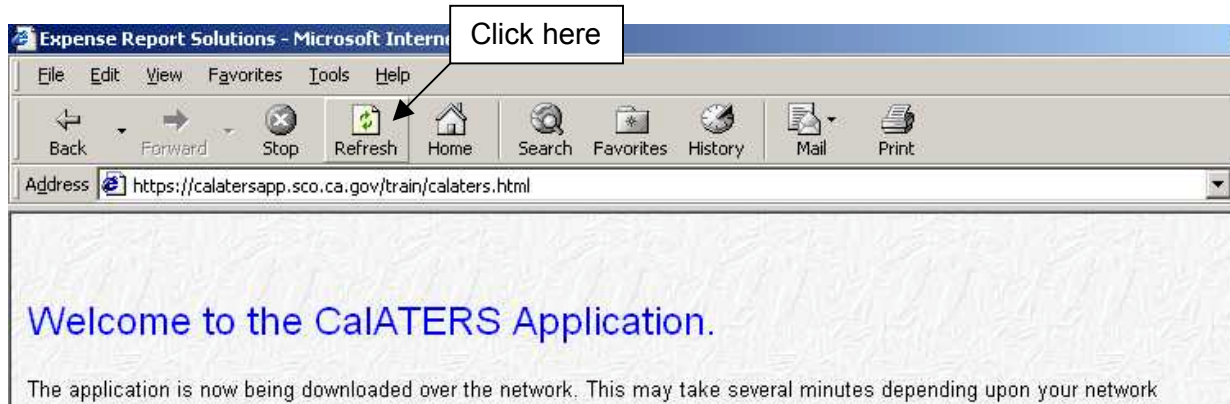 Click here
Expense Report Solutions - Microsoft
File Edit View Favorites Tools Help
Back Forward Stop Refresh Home Search Favorites History Mail Print
Address https://calatersapp.sco.ca.gov/train/calaters.html
Welcome to the CalATERS Application.
The application is now being downloaded over the network. This may take several minutes depending upon your network